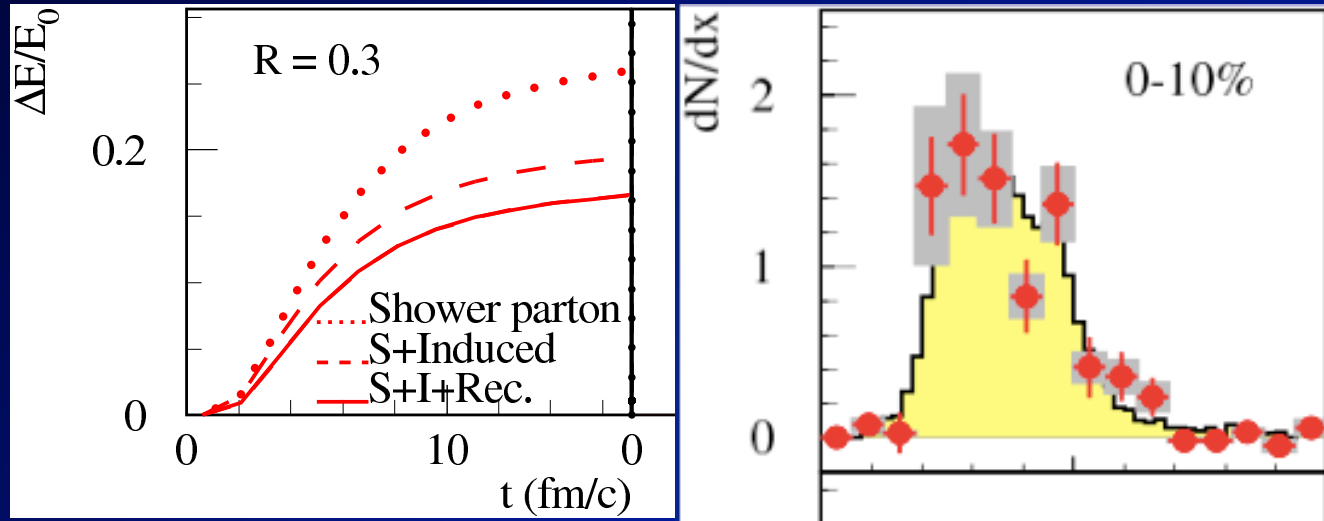 ΔE/E₀
R = 0.3
0.2
Shower parton
S+Induced
S+I+Rec.
0
0
10
0
t (fm/c)
dN/dx
0-10%
2
1
0